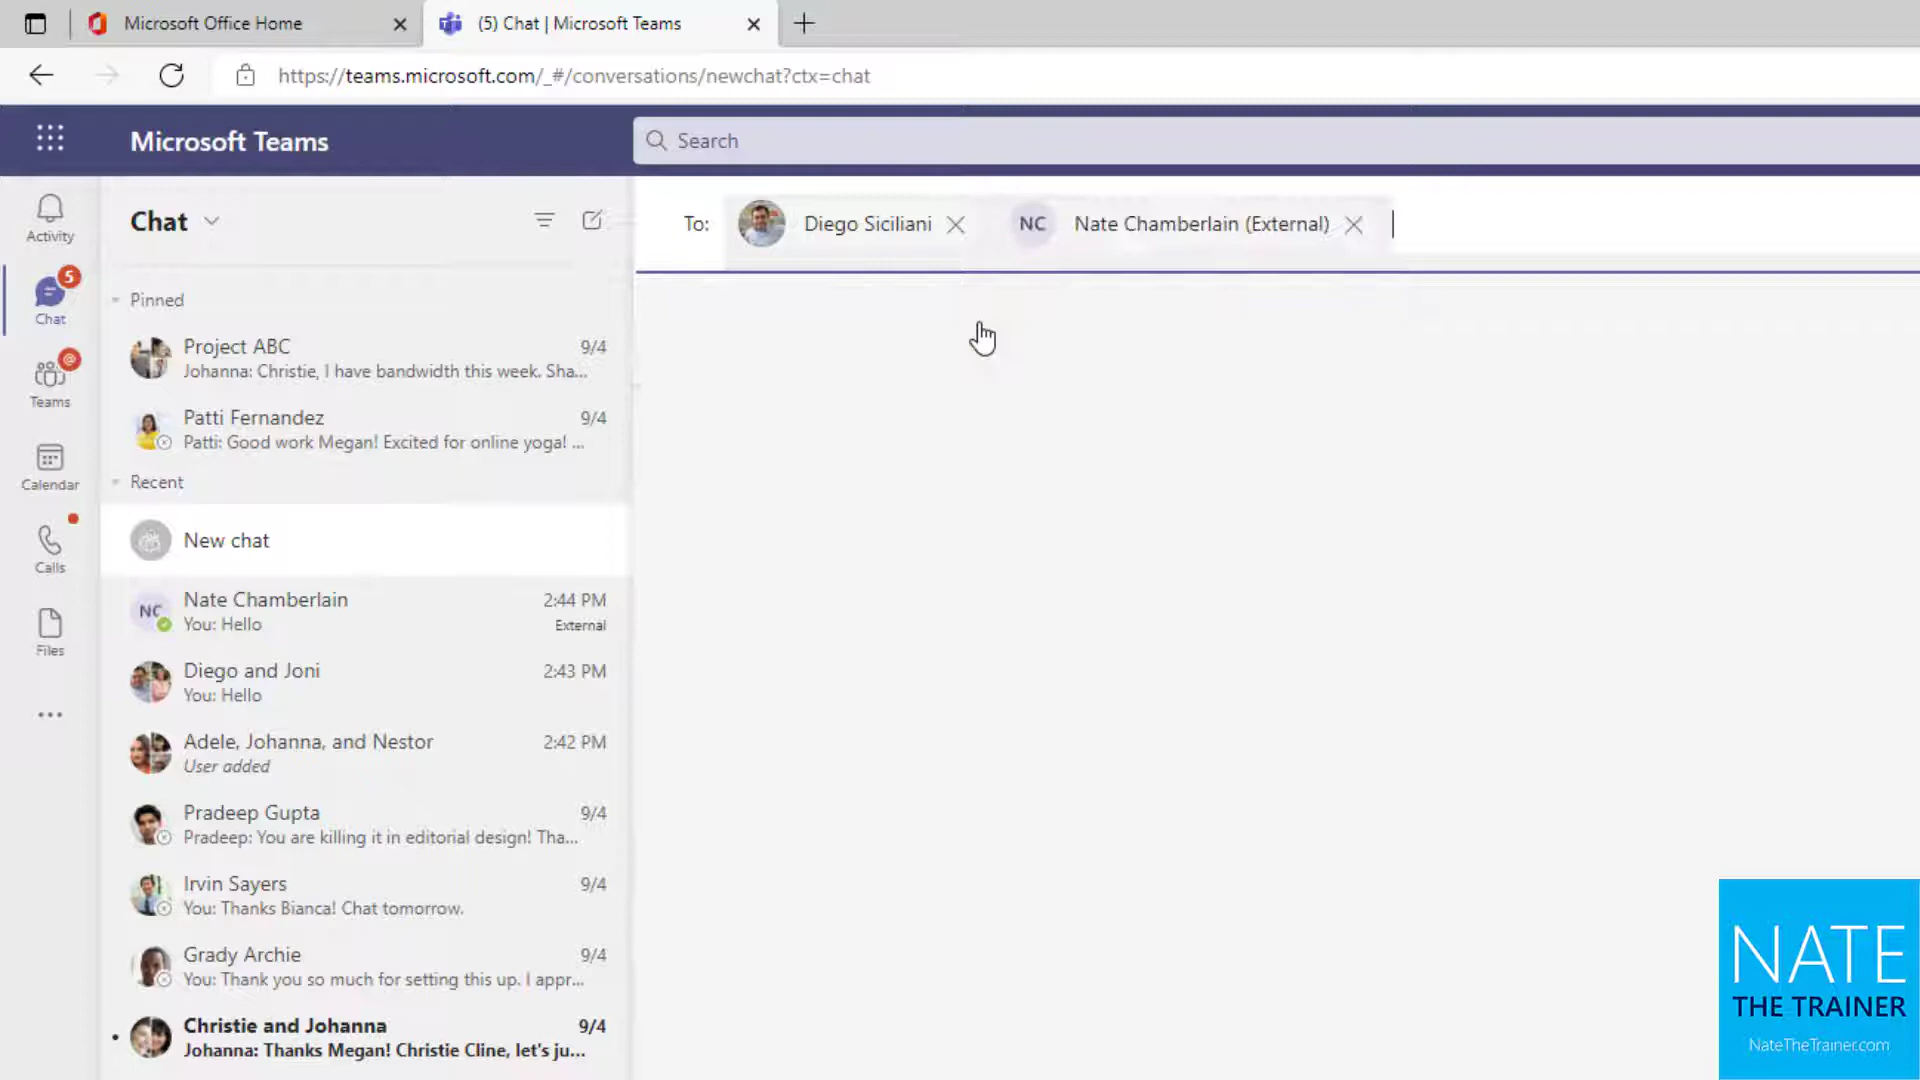 Microsoft Office Home
(5) Chat | Microsoft Teams
https://teams.microsoft.com/_#/conversations/newchat?ctx=chat
Microsoft Teams
Search
Activity
5
Chat
@
Teams
Calendar
Calls
Files
Chat
To: Diego Siciliani NC Nate Chamberlain (External)
Pinned
Project ABC 9/4
Johanna: Christie, I have bandwidth this week. Sha...
Patti Fernandez 9/4
Patti: Good work Megan! Excited for online yoga! ...
Recent
New chat
NC Nate Chamberlain 2:44 PM
You: Hello External
Diego and Joni 2:43 PM
You: Hello
Adele, Johanna, and Nestor 2:42 PM
User added
Pradeep Gupta 9/4
Pradeep: You are killing it in editorial design! Tha...
Irvin Sayers 9/4
You: Thanks Bianca! Chat tomorrow.
Grady Archie 9/4
You: Thank you so much for setting this up. I appr...
Christie and Johanna 9/4
Johanna: Thanks Megan! Christie Cline, let's ju...
NATE
THE TRAINER
NateTheTrainer.com